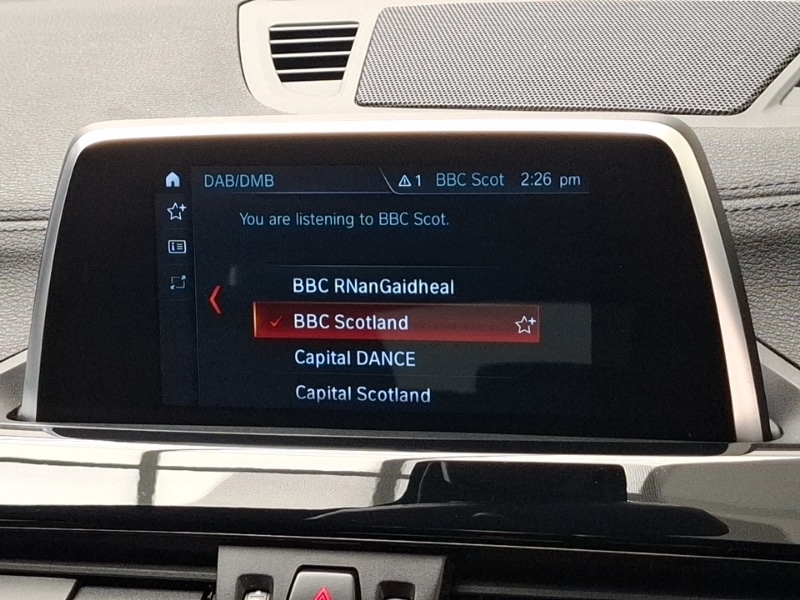 DAB/DMB 1 BBC Scot 2:26 pm
You are listening to BBC Scot.
BBC RNanGaidheal
BBC Scotland
Capital DANCE
Capital Scotland